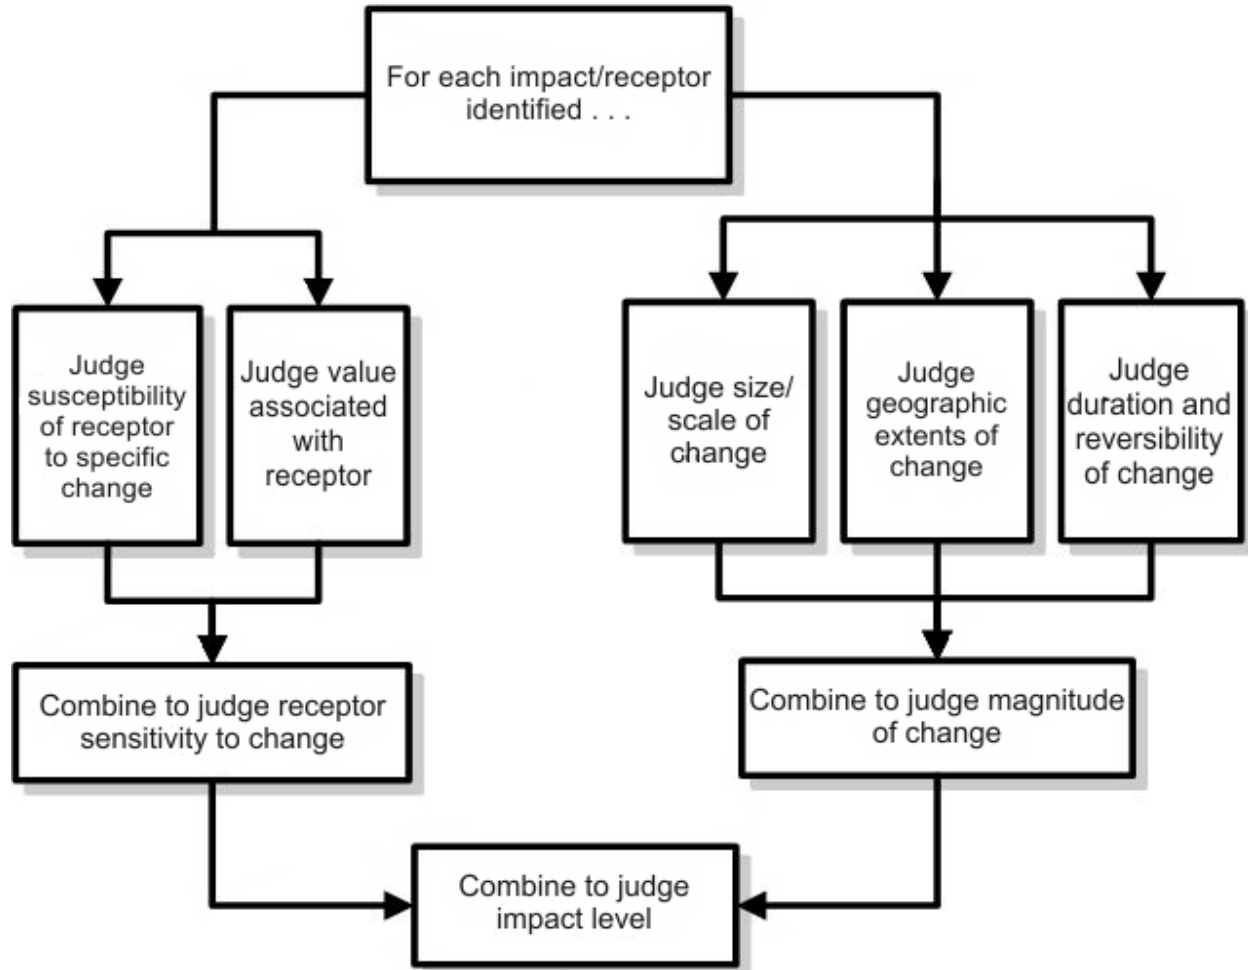 For each impact/receptor
identified . . .
Judge
susceptibility
of receptor
to specific
change
Judge value
associated
with
receptor
Judge size/
scale of
change
Judge
geographic
extents of
change
Judge
duration and
reversibility
of change
Combine to judge receptor
sensitivity to change
Combine to judge magnitude
of change
Combine to judge
impact level